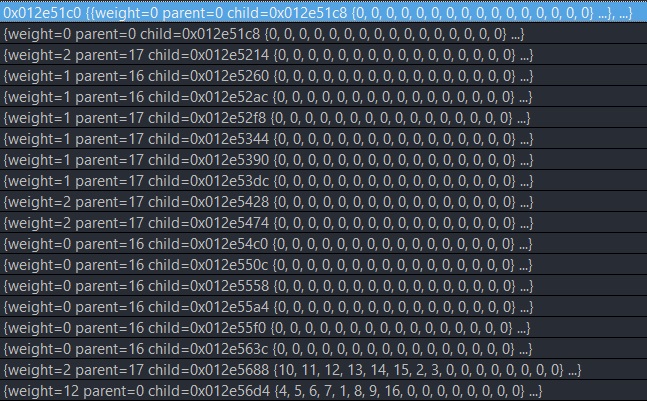 0x012e51c0 {{weight=0 parent=0 child=0x012e51c8 {0, 0, 0, 0, 0, 0, 0, 0, 0, 0, 0, 0, 0, 0, 0, 0} ...}, ...}
{weight=0 parent=0 child=0x012e51c8 {0, 0, 0, 0, 0, 0, 0, 0, 0, 0, 0, 0, 0, 0, 0, 0} ...}
{weight=2 parent=17 child=0x012e5214 {0, 0, 0, 0, 0, 0, 0, 0, 0, 0, 0, 0, 0, 0, 0, 0} ...}
{weight=1 parent=16 child=0x012e5260 {0, 0, 0, 0, 0, 0, 0, 0, 0, 0, 0, 0, 0, 0, 0, 0} ...}
{weight=1 parent=16 child=0x012e52ac {0, 0, 0, 0, 0, 0, 0, 0, 0, 0, 0, 0, 0, 0, 0, 0} ...}
{weight=1 parent=17 child=0x012e52f8 {0, 0, 0, 0, 0, 0, 0, 0, 0, 0, 0, 0, 0, 0, 0, 0} ...}
{weight=1 parent=17 child=0x012e5344 {0, 0, 0, 0, 0, 0, 0, 0, 0, 0, 0, 0, 0, 0, 0, 0} ...}
{weight=1 parent=17 child=0x012e5390 {0, 0, 0, 0, 0, 0, 0, 0, 0, 0, 0, 0, 0, 0, 0, 0} ...}
{weight=1 parent=17 child=0x012e53dc {0, 0, 0, 0, 0, 0, 0, 0, 0, 0, 0, 0, 0, 0, 0, 0} ...}
{weight=2 parent=17 child=0x012e5428 {0, 0, 0, 0, 0, 0, 0, 0, 0, 0, 0, 0, 0, 0, 0, 0} ...}
{weight=2 parent=17 child=0x012e5474 {0, 0, 0, 0, 0, 0, 0, 0, 0, 0, 0, 0, 0, 0, 0, 0} ...}
{weight=0 parent=16 child=0x012e54c0 {0, 0, 0, 0, 0, 0, 0, 0, 0, 0, 0, 0, 0, 0, 0, 0} ...}
{weight=0 parent=16 child=0x012e550c {0, 0, 0, 0, 0, 0, 0, 0, 0, 0, 0, 0, 0, 0, 0, 0} ...}
{weight=0 parent=16 child=0x012e5558 {0, 0, 0, 0, 0, 0, 0, 0, 0, 0, 0, 0, 0, 0, 0, 0} ...}
{weight=0 parent=16 child=0x012e55a4 {0, 0, 0, 0, 0, 0, 0, 0, 0, 0, 0, 0, 0, 0, 0, 0} ...}
{weight=0 parent=16 child=0x012e55f0 {0, 0, 0, 0, 0, 0, 0, 0, 0, 0, 0, 0, 0, 0, 0, 0} ...}
{weight=0 parent=16 child=0x012e563c {0, 0, 0, 0, 0, 0, 0, 0, 0, 0, 0, 0, 0, 0, 0, 0} ...}
{weight=2 parent=17 child=0x012e5688 {10, 11, 12, 13, 14, 15, 2, 3, 0, 0, 0, 0, 0, 0, 0, 0} ...}
{weight=12 parent=0 child=0x012e56d4 {4, 5, 6, 7, 1, 8, 9, 16, 0, 0, 0, 0, 0, 0, 0, 0} ...}